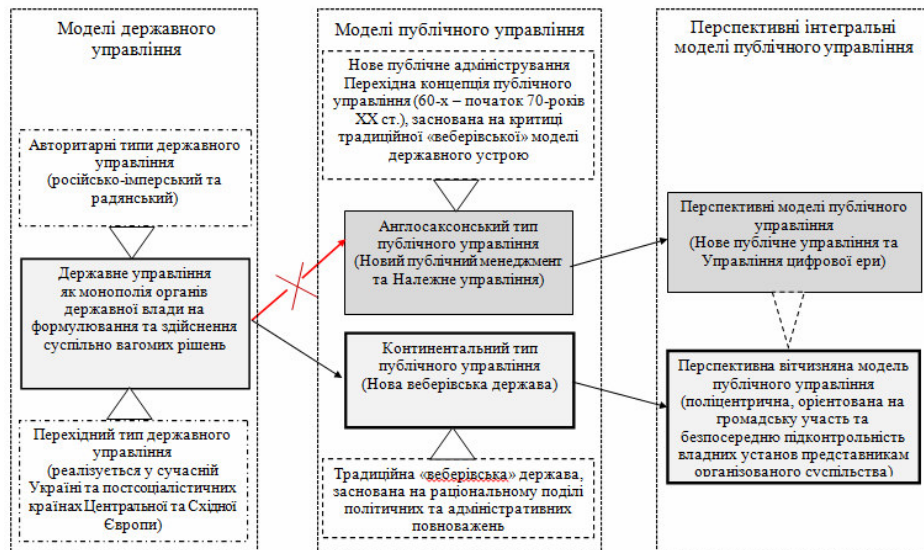 Моделі державного
управління
Авторитарні типи державного
управління
(російсько-імперський та
радянський)
Державне управління
як монополія органів
державної влади на
формулювання та здійснення
суспільно вагомих рішень
Перехідний тип державного
управління
(реалізується у сучасній
Україні та постсоціалістичних
країнах Центральної та Східної
Європи)
Моделі публічного управління
Нове публічне адміністрування
Перехідна концепція публічного
управління (60-х – початок 70-років
ХХ ст.), заснована на критиці
традиційної «веберівської» моделі
державного устрою
Англосаксонський тип
публічного управління
(Новий публічний менеджмент
та Належне управління)
Континентальний тип
публічного управління
(Нова веберівська держава)
Традиційна «веберівська» держава,
заснована на раціональному поділі
політичних та адміністративних
повноважень
Перспективні інтегральні
моделі публічного управління
Перспективні моделі публічного
управління
(Нове публічне управління та
Управління цифрової ери)
Перспективна вітчизняна модель
публічного управління
(поліцентрична, орієнтована на
громадську участь та
безпосередню підконтрольність
владних установ представникам
організованого суспільства)